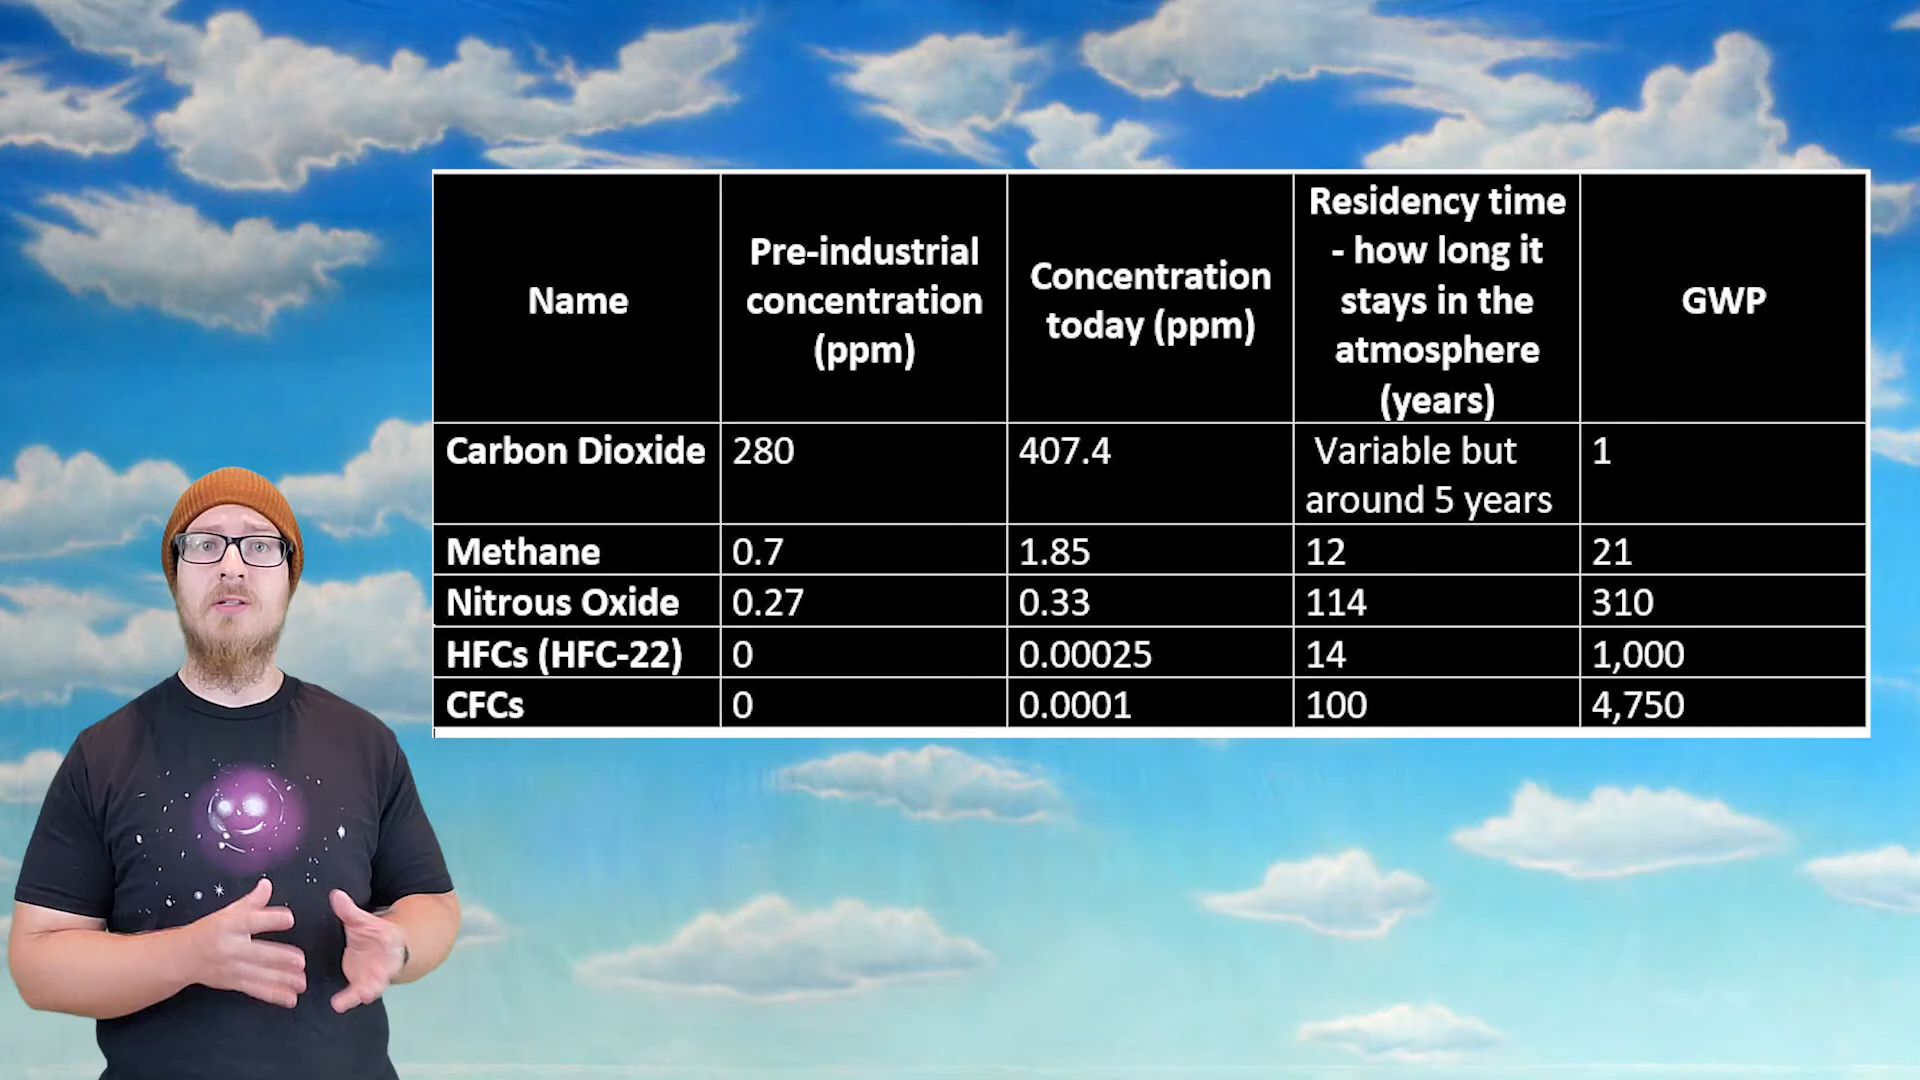 Name
Pre-industrial
concentration
(ppm)
Concentration
today (ppm)
Residency time
- how long it
stays in the
atmosphere
(years)
GWP
Carbon Dioxide 280 407.4 Variable but
around 5 years 1
Methane 0.7 1.85 12 21
Nitrous Oxide 0.27 0.33 114 310
HFCs (HFC-22) 0 0.00025 14 1,000
CFCs 0 0.0001 100 4,750